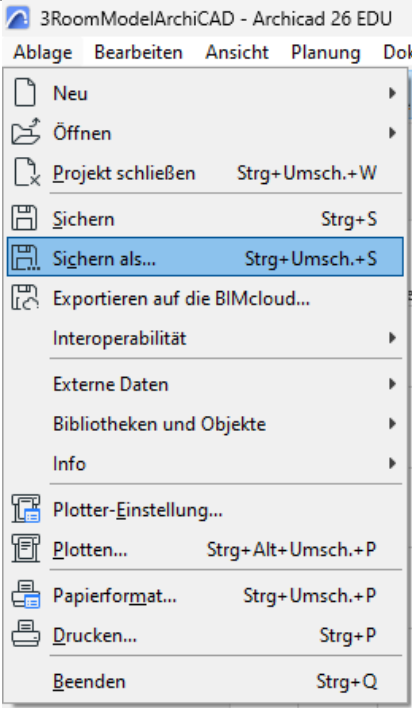 3RoomModelArchiCAD - Archicad 26 EDU
Ablage Bearbeiten Ansicht Planung
Neu
Öffnen
Projekt schließen Strg+Umsch.+W
Sichern Strg+S
Sichern als... Strg+Umsch.+S
Exportieren auf die BIMcloud...
Interoperabilität
Externe Daten
Bibliotheken und Objekte
Info
Plotter-Einstellung...
Plotten... Strg+Alt+Umsch.+P
Papierformat... Strg+Umsch.+P
Drucken... Strg+P
Beenden Strg+Q